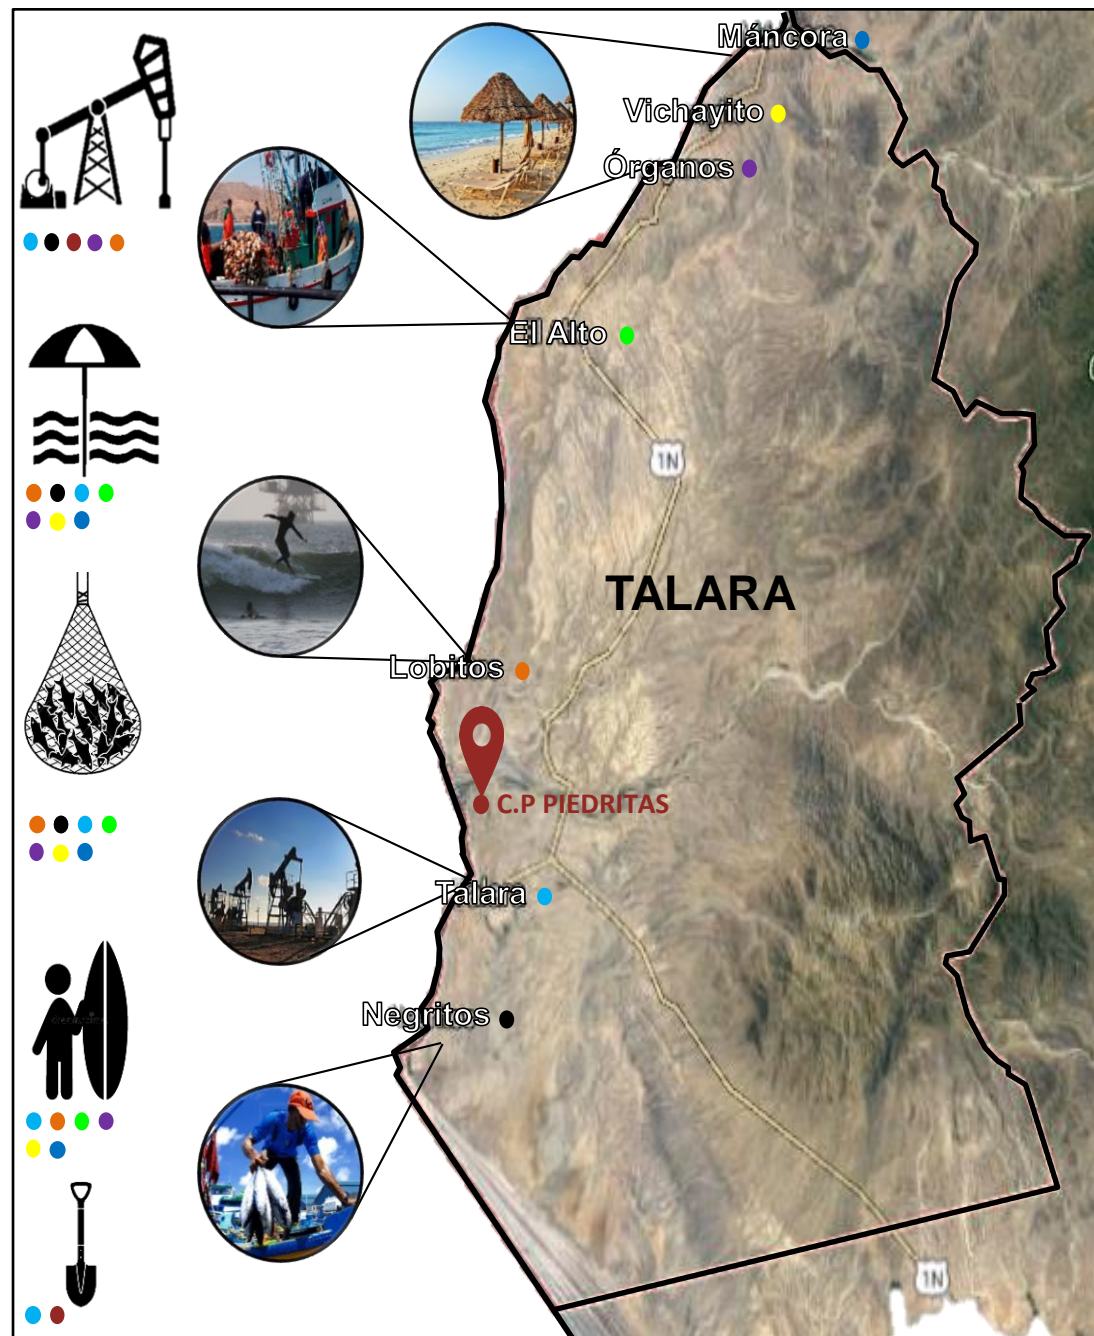 Máncora
Vichayito
Órganos
El Alto
1N
TALARA
Lobitos
C.P PIEDRITAS
Talara
Negritos
1N